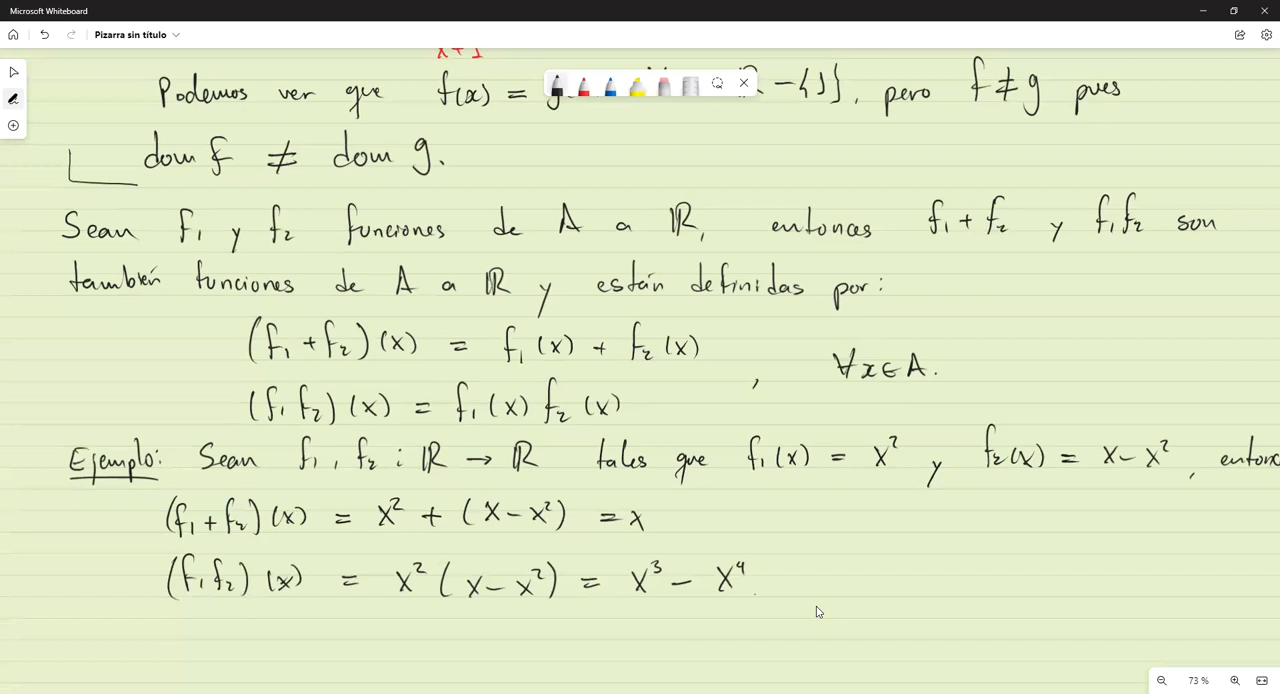 Microsoft Whiteboard
Pizarra sin título
x+1
Podemos ver que f(x) = g ℝ - {1}, pero f ≠ g pues
dom f ≠ dom g.
Sean f₁ y f₂ funciones de A a ℝ, entonces f₁ + f₂ y f₁f₂ son
también funciones de A a ℝ y están definidas por:
(f₁ + f₂)(x) = f₁(x) + f₂(x)
, ∀x∈A.
(f₁f₂)(x) = f₁(x) f₂(x)
Ejemplo: Sean f₁, f₂ : ℝ → ℝ tales que f₁(x) = x² y f₂(x) = x - x², entonc
(f₁+f₂)(x) = x² + (x - x²) = x
(f₁f₂)(x) = x²(x - x²) = x³ - x⁴.
73 %